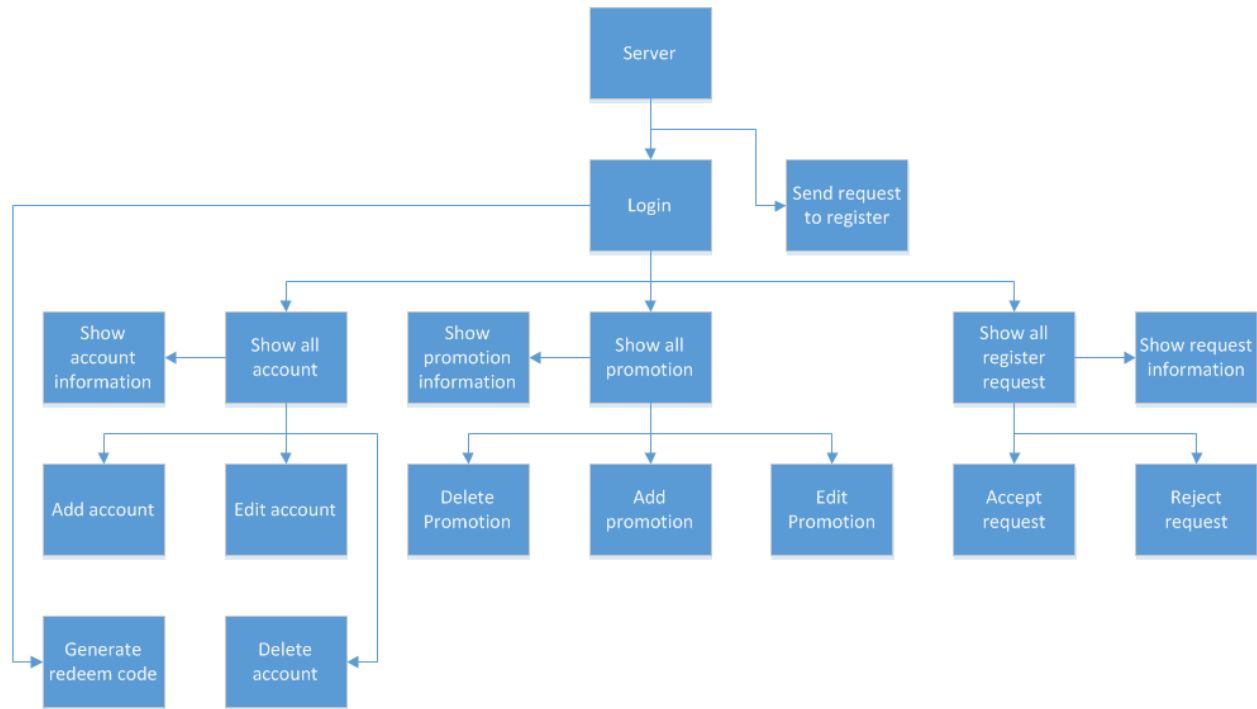 Server
Login
Send request
to register
Show
account
information
Show all
account
Show
promotion
information
Show all
promotion
Show all
register
request
Show request
information
Add account
Edit account
Delete
Promotion
Add
promotion
Edit
Promotion
Accept
request
Reject
request
Generate
redeem code
Delete
account